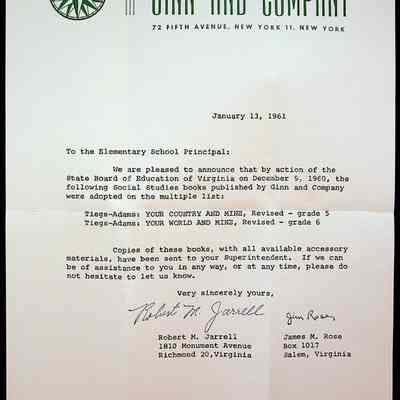 GINN AND COMPANY
72 FIFTH AVENUE, NEW YORK 11, NEW YORK
January 13, 1961
To the Elementary School Principal:
We are pleased to announce that by action of the
State Board of Education of Virginia on December 9, 1960, the
following Social Studies books published by Ginn and Company
were adopted on the multiple list:
Tiegs-Adams: YOUR COUNTRY AND MINE, Revised - grade 5
Tiegs-Adams: YOUR WORLD AND MINE, Revised - grade 6
Copies of these books, with all available accessory
materials, have been sent to your Superintendent. If we can
be of assistance to you in any way, or at any time, please do
not hesitate to let us know.
Very sincerely yours,
Robert M. Jarrell Jim Rose
Robert M. Jarrell James M. Rose
1810 Monument Avenue Box 1017
Richmond 20,Virginia Salem, Virginia